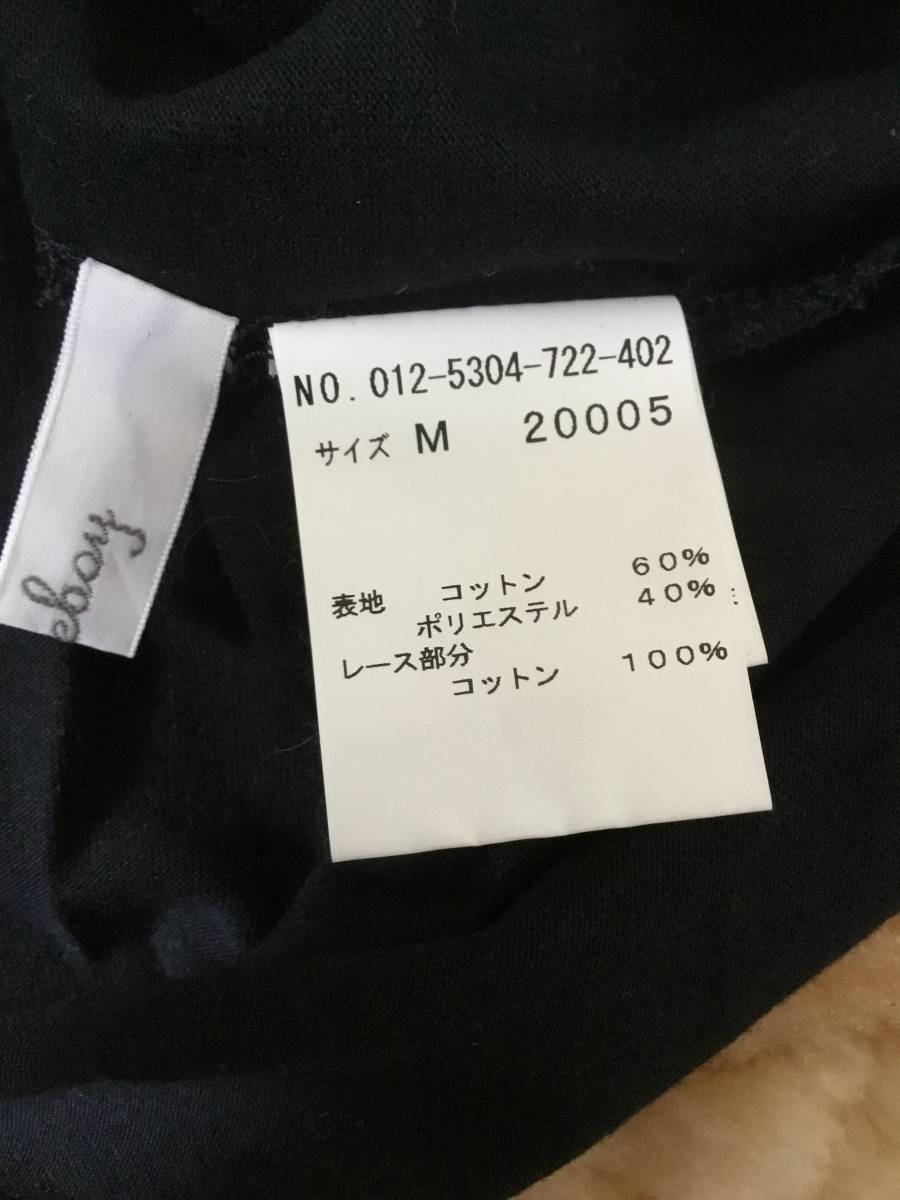 NO. 012-5304-722-402
サイズ M 20005
表地 コットン 60%
ポリエステル 40%
レース部分
コットン 100%
eboy